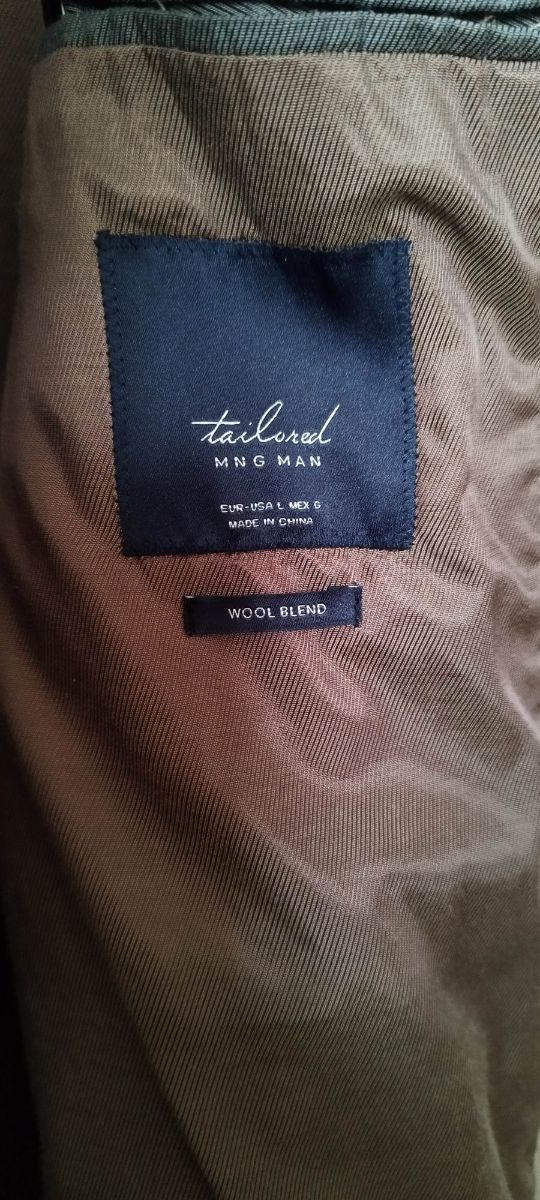 tailored
MNG MAN
EUR-USA L MEX G
MADE IN CHINA
WOOL BLEND